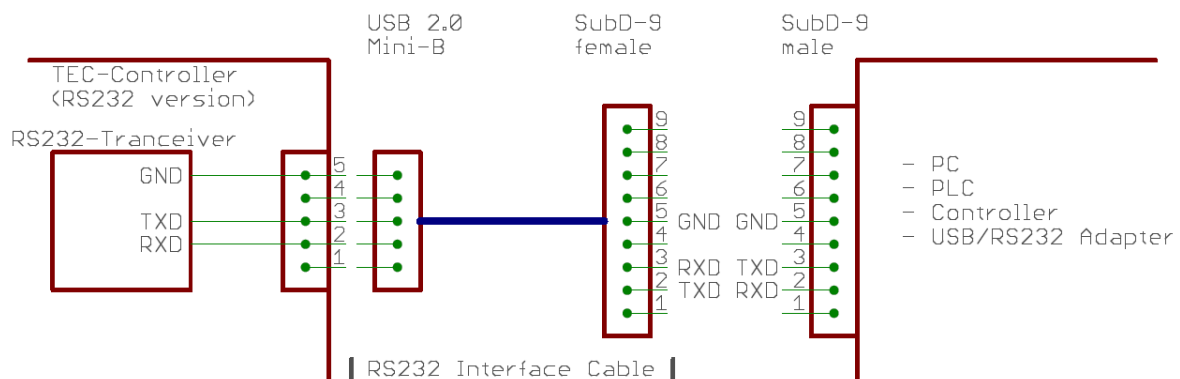 USB 2.0
Mini-B
SubD-9
female
SubD-9
male
TEC-Controller
(RS232 version)
RS232-Tranceiver
GND
TXD
RXD
5
4
3
2
1
9
8
7
6
5 GND
4
3 RXD
2 TXD
1
9
8
7
6
GND 5
4
TXD 3
RXD 2
1
- PC
- PLC
- Controller
- USB/RS232 Adapter
RS232 Interface Cable